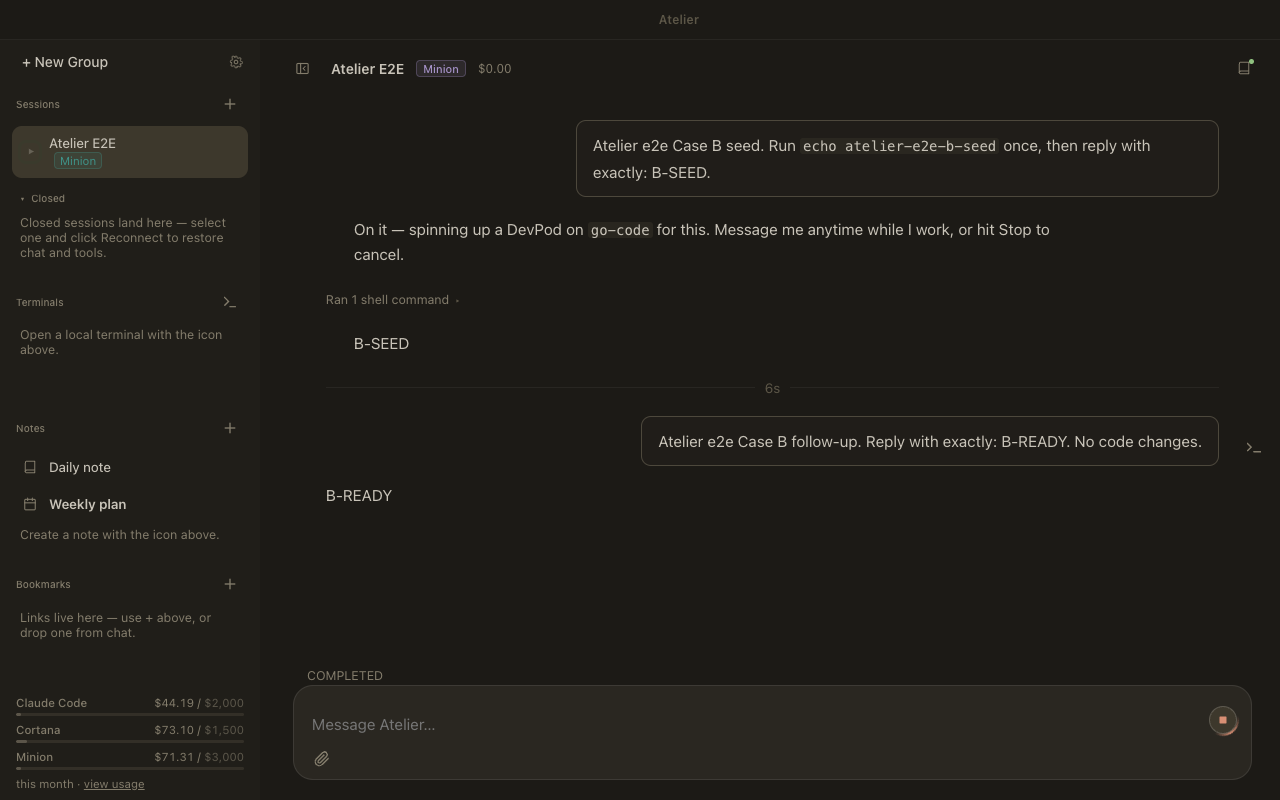 Atelier
+ New Group
Sessions
Atelier E2E
Minion
Closed
Closed sessions land here — select
one and click Reconnect to restore
chat and tools.
Terminals
Open a local terminal with the icon
above.
Notes
Daily note
Weekly plan
Create a note with the icon above.
Bookmarks
Links live here — use + above, or
drop one from chat.
Claude Code $44.19 / $2,000
Cortana $73.10 / $1,500
Minion $71.31 / $3,000
this month · view usage
Atelier E2E Minion $0.00
Atelier e2e Case B seed. Run echo atelier-e2e-b-seed once, then reply with
exactly: B-SEED.
On it — spinning up a DevPod on go-code for this. Message me anytime while I work, or hit Stop to
cancel.
Ran 1 shell command
B-SEED
6s
Atelier e2e Case B follow-up. Reply with exactly: B-READY. No code changes.
B-READY
COMPLETED
Message Atelier...